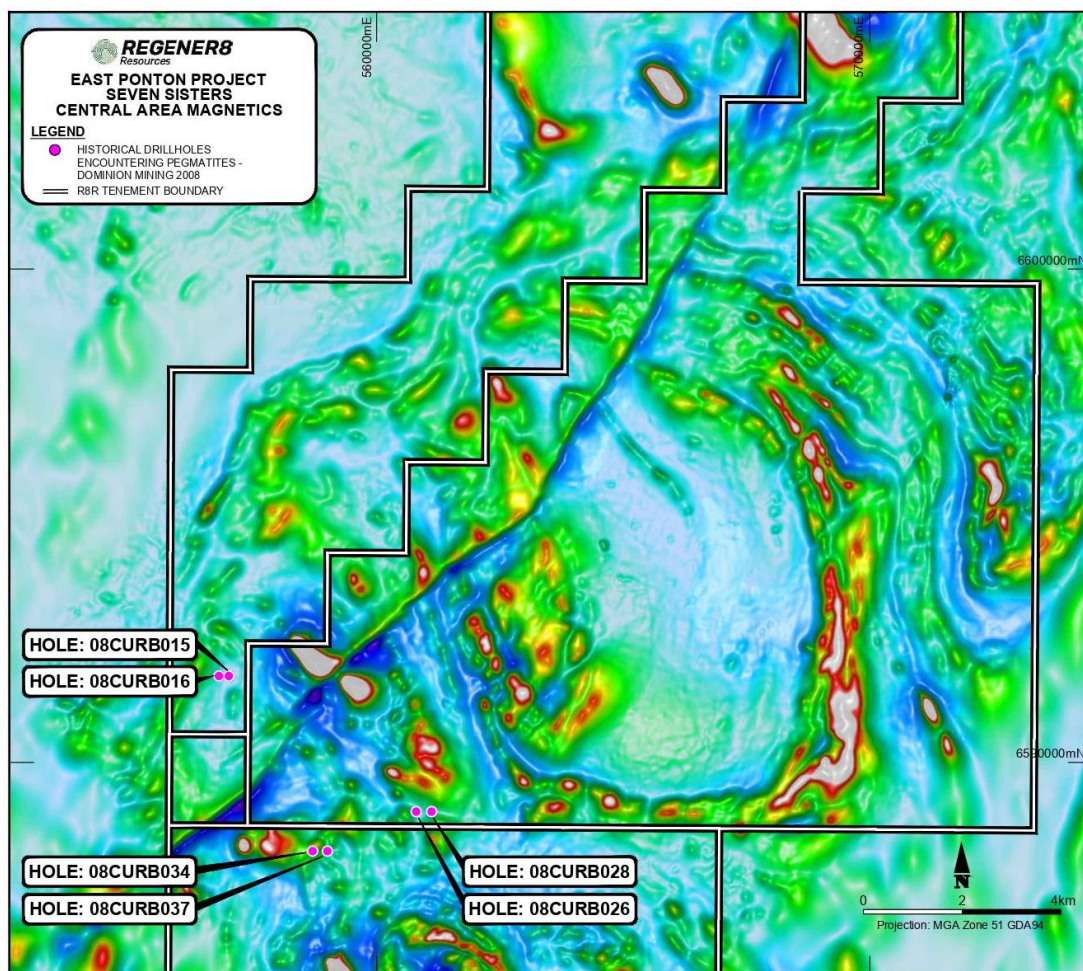 REGENER8
Resources
EAST PONTON PROJECT
SEVEN SISTERS
CENTRAL AREA MAGNETICS
LEGEND
HISTORICAL DRILLHOLES
ENCOUNTERING PEGMATITES -
DOMINION MINING 2008
R8R TENEMENT BOUNDARY
560000mE
570000mE
6600000mN
HOLE: 08CURB015
HOLE: 08CURB016
6590000mN
HOLE: 08CURB034
HOLE: 08CURB037
HOLE: 08CURB028
HOLE: 08CURB026
N
0 2 4km
Projection: MGA Zone 51 GDA94